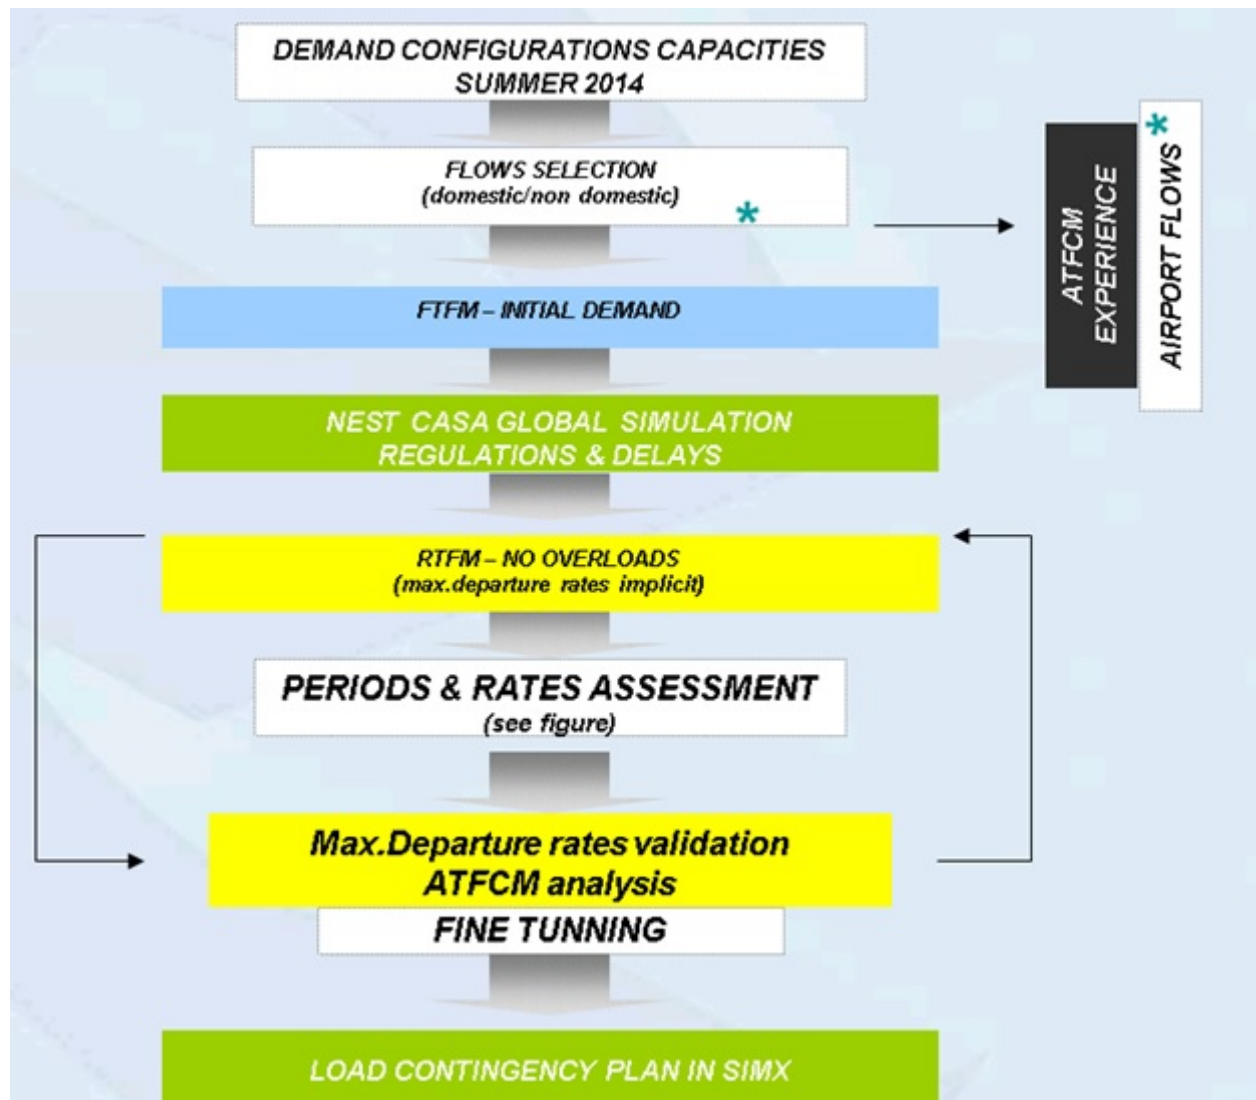 DEMAND CONFIGURATIONS CAPACITIES
SUMMER 2014
FLOWS SELECTION
(domestic/non domestic)
*
ATFCM
EXPERIENCE
AIRPORT FLOWS *
FTFM – INITIAL DEMAND
NEST CASA GLOBAL SIMULATION
REGULATIONS & DELAYS
RTFM – NO OVERLOADS
(max.departure rates implicit)
PERIODS & RATES ASSESSMENT
(see figure)
Max.Departure rates validation
ATFCM analysis
FINE TUNNING
LOAD CONTINGENCY PLAN IN SIMX